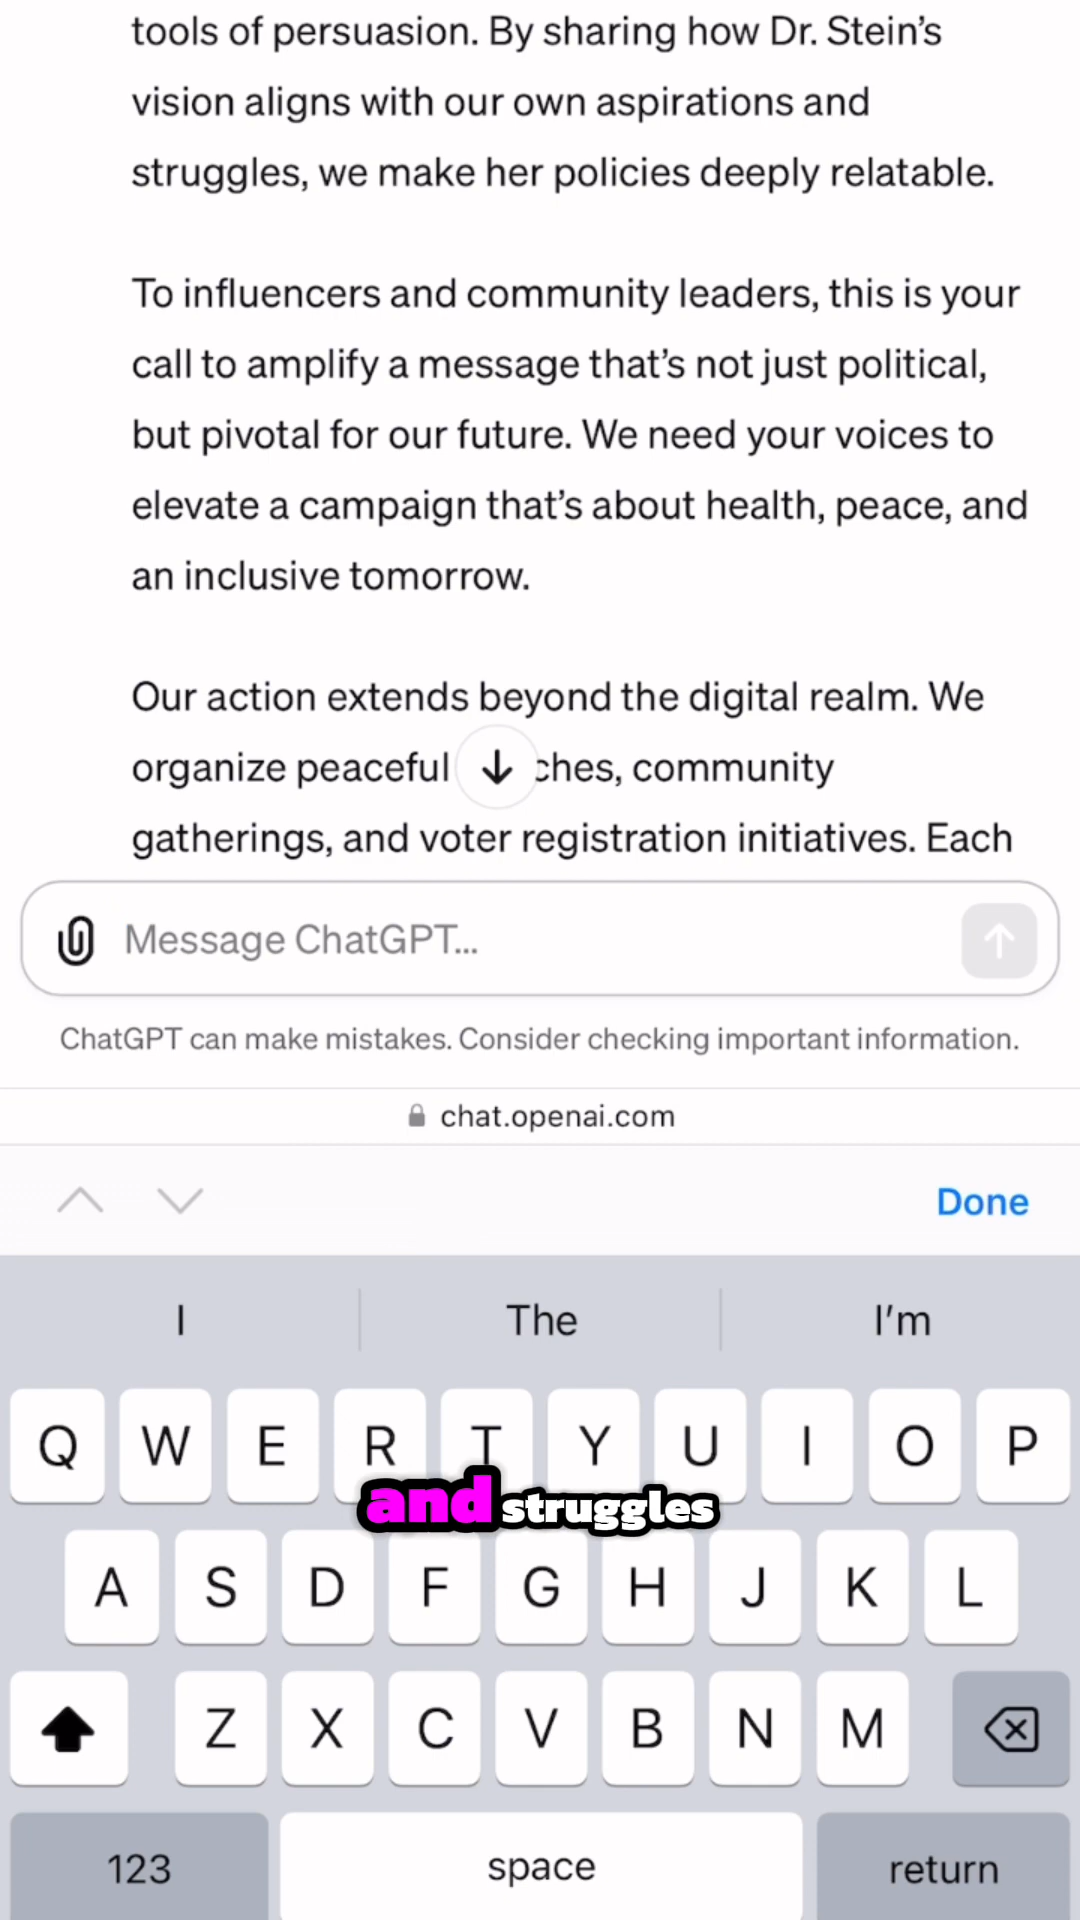 tools of persuasion. By sharing how Dr. Stein's
vision aligns with our own aspirations and
struggles, we make her policies deeply relatable.
To influencers and community leaders, this is your
call to amplify a message that's not just political,
but pivotal for our future. We need your voices to
elevate a campaign that's about health, peace, and
an inclusive tomorrow.
Our action extends beyond the digital realm. We
organize peaceful ches, community
gatherings, and voter registration initiatives. Each
Message ChatGPT...
ChatGPT can make mistakes. Consider checking important information.
chat.openai.com
Done
I The I'm
Q W E R T Y U I O P
and struggles
A S D F G H J K L
Z X C V B N M
123 space return